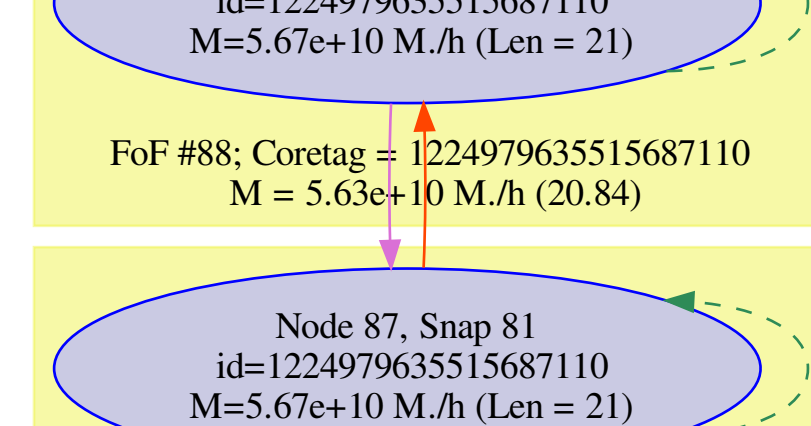 id=1224979635515687110
M=5.67e+10 M./h (Len = 21)
FoF #88; Coretag = 1224979635515687110
M = 5.63e+10 M./h (20.84)
Node 87, Snap 81
id=1224979635515687110
M=5.67e+10 M./h (Len = 21)